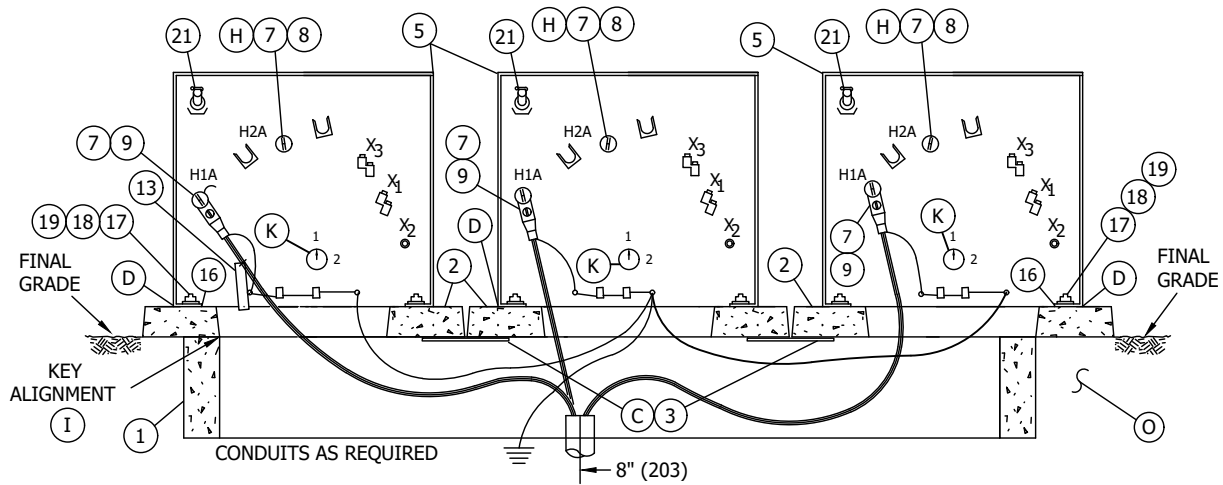 21 H 7 8 5 21 H 7 8 5 21 H 7 8
H2A H2A H2A
7 9 H1A X3 7 H1A X3 H1A X3
13 X1 9 X1 X1 19
19 18 17 K 1 2 X2 D K 1 2 X2 7 9 K 1 2 X2 17 18
FINAL
GRADE
D 16 2 2 16 D
FINAL
GRADE
KEY
ALIGNMENT
I 1 C 3 O
CONDUITS AS REQUIRED
8" (203)